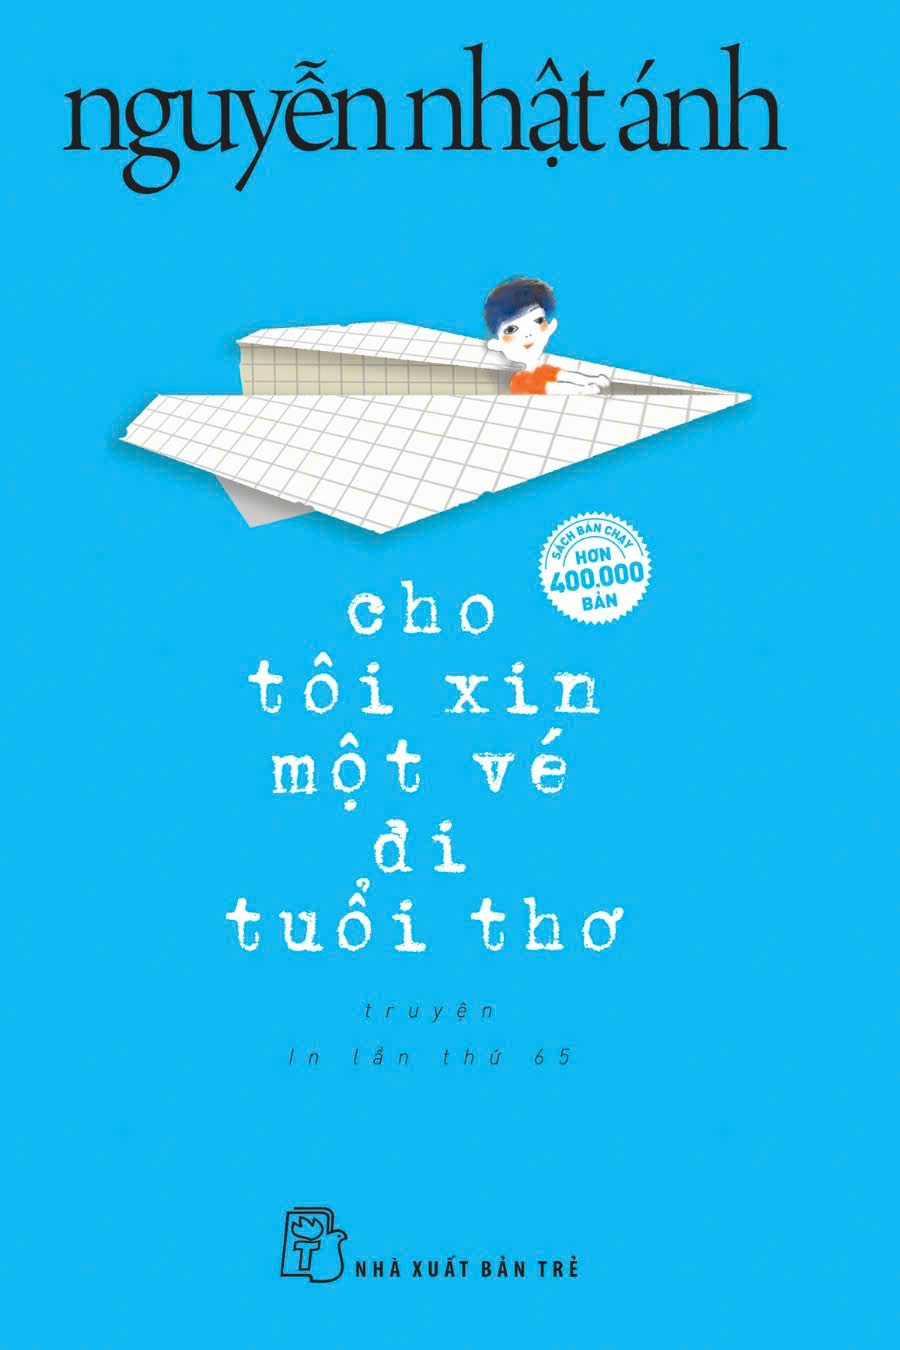 nguyễn nhật ánh
SÁCH BÁN CHẠY
HƠN
400.000
BẢN
cho
tôi xin
một vé
đi
tuổi thơ
truyện
In lần thứ 65
T
NHÀ XUẤT BẢN TRẺ